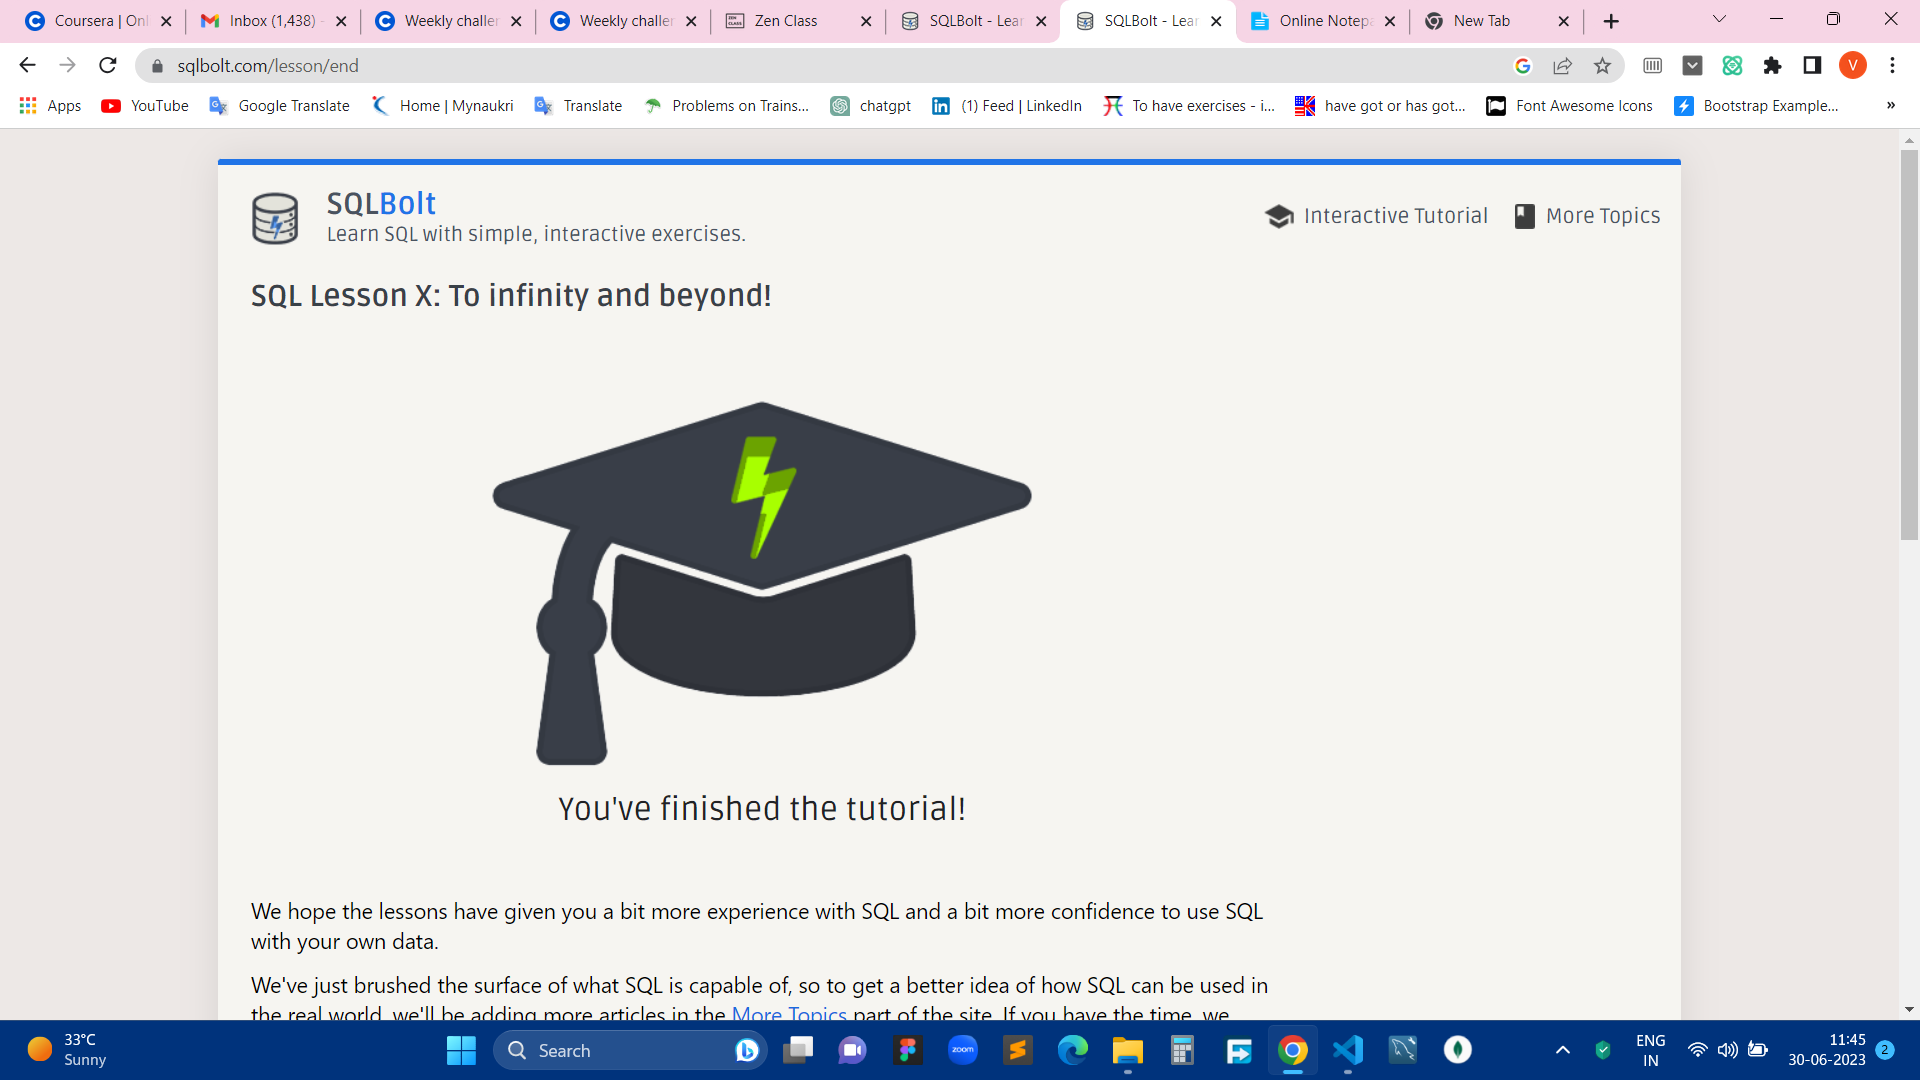 Coursera | Onl
Inbox (1,438) -
Weekly challer
Weekly challer
Zen Class
SQLBolt - Lear
SQLBolt - Lear
Online Notepa
New Tab
sqlbolt.com/lesson/end
V
Apps
YouTube
Google Translate
Home | Mynaukri
Translate
Problems on Trains...
chatgpt
(1) Feed | LinkedIn
To have exercises - i...
have got or has got...
Font Awesome Icons
Bootstrap Example...
»
SQLBolt
Learn SQL with simple, interactive exercises.
Interactive Tutorial
More Topics
SQL Lesson X: To infinity and beyond!
You've finished the tutorial!
We hope the lessons have given you a bit more experience with SQL and a bit more confidence to use SQL
with your own data.
We've just brushed the surface of what SQL is capable of, so to get a better idea of how SQL can be used in
the real world, we'll be adding more articles in the More Topics part of the site. If you have the time, we
33°C
Sunny
Search
zoom
ENG
IN
11:45
30-06-2023
2